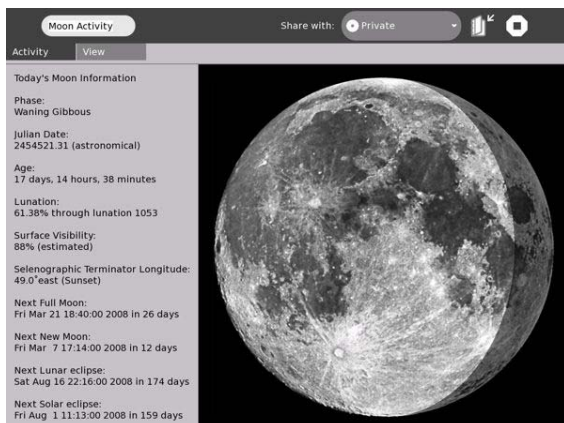 Moon Activity
Share with:
Private
Activity
View
Today's Moon Information
Phase:
Waning Gibbous
Julian Date:
2454521.31 (astronomical)
Age:
17 days, 14 hours, 38 minutes
Lunation:
61.38% through lunation 1053
Surface Visibility:
88% (estimated)
Selenographic Terminator Longitude:
49.0˚east (Sunset)
Next Full Moon:
Fri Mar 21 18:40:00 2008 in 26 days
Next New Moon:
Fri Mar  7 17:14:00 2008 in 12 days
Next Lunar eclipse:
Sat Aug 16 22:16:00 2008 in 174 days
Next Solar eclipse:
Fri Aug  1 11:13:00 2008 in 159 days